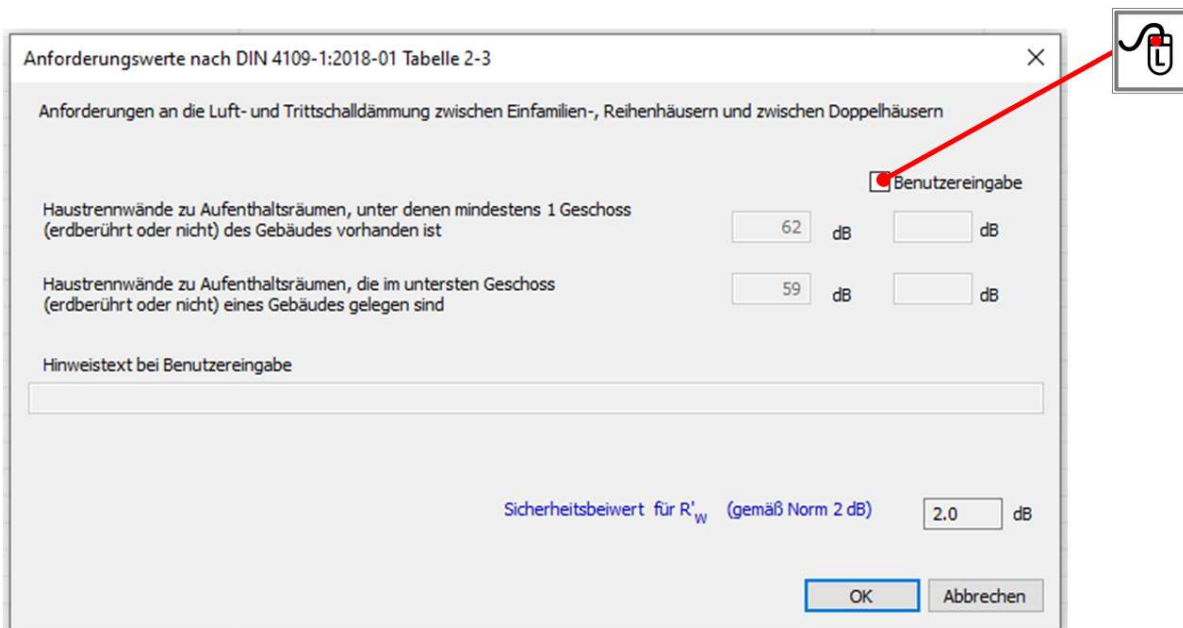 Anforderungswerte nach DIN 4109-1:2018-01 Tabelle 2-3
L
Anforderungen an die Luft- und Trittschalldämmung zwischen Einfamilien-, Reihenhäusern und zwischen Doppelhäusern
Benutzereingabe
Haustrennwände zu Aufenthaltsräumen, unter denen mindestens 1 Geschoss
(erdberührt oder nicht) des Gebäudes vorhanden ist
62 dB dB
Haustrennwände zu Aufenthaltsräumen, die im untersten Geschoss
(erdberührt oder nicht) eines Gebäudes gelegen sind
59 dB dB
Hinweistext bei Benutzereingabe
Sicherheitsbeiwert für R'W (gemäß Norm 2 dB) 2.0 dB
OK Abbrechen